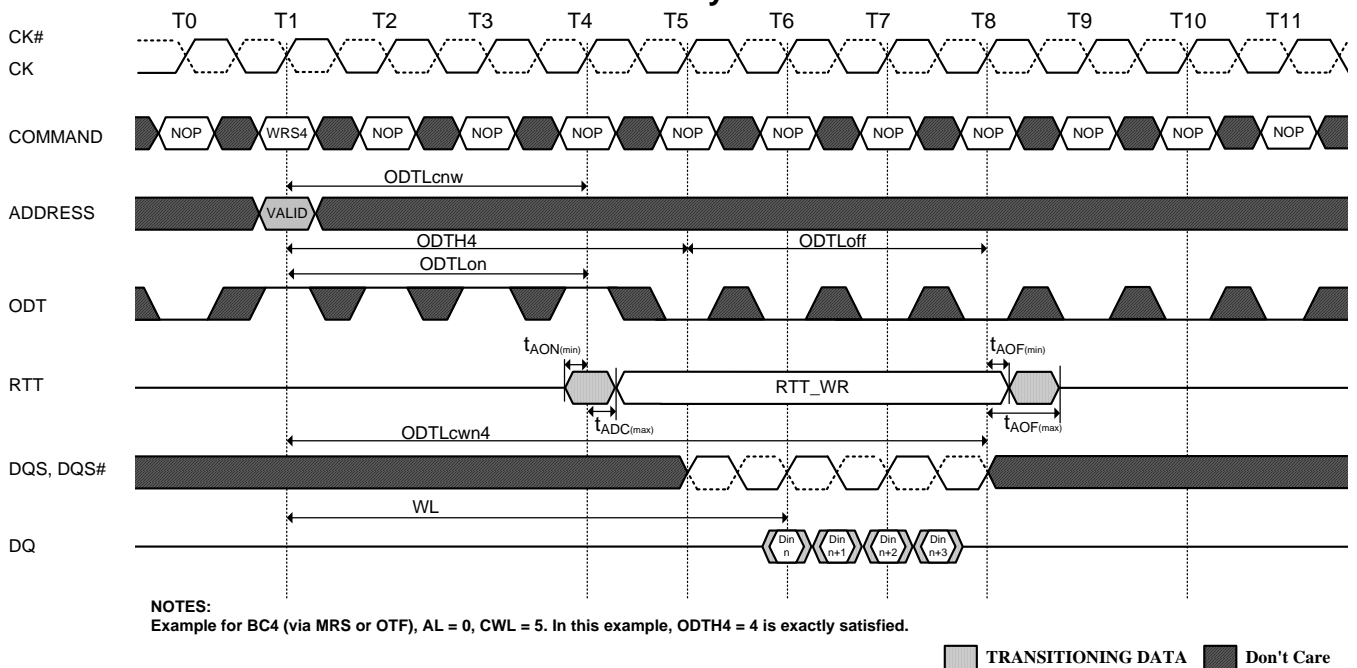 T0 T1 T2 T3 T4 T5 T6 T7 T8 T9 T10 T11
CK#
CK
COMMAND NOP WRS4 NOP NOP NOP NOP NOP NOP NOP NOP NOP NOP
ODTLcnw
ADDRESS VALID
ODTH4 ODTLoff
ODTLon
ODT
tAON(min) tAOF(min)
RTT RTT_WR
tADC(max) tAOF(max)
ODTLcwn4
DQS, DQS#
WL
DQ Din n Din n+1 Din n+2 Din n+3
NOTES:
Example for BC4 (via MRS or OTF), AL = 0, CWL = 5. In this example, ODTH4 = 4 is exactly satisfied.
TRANSITIONING DATA Don't Care